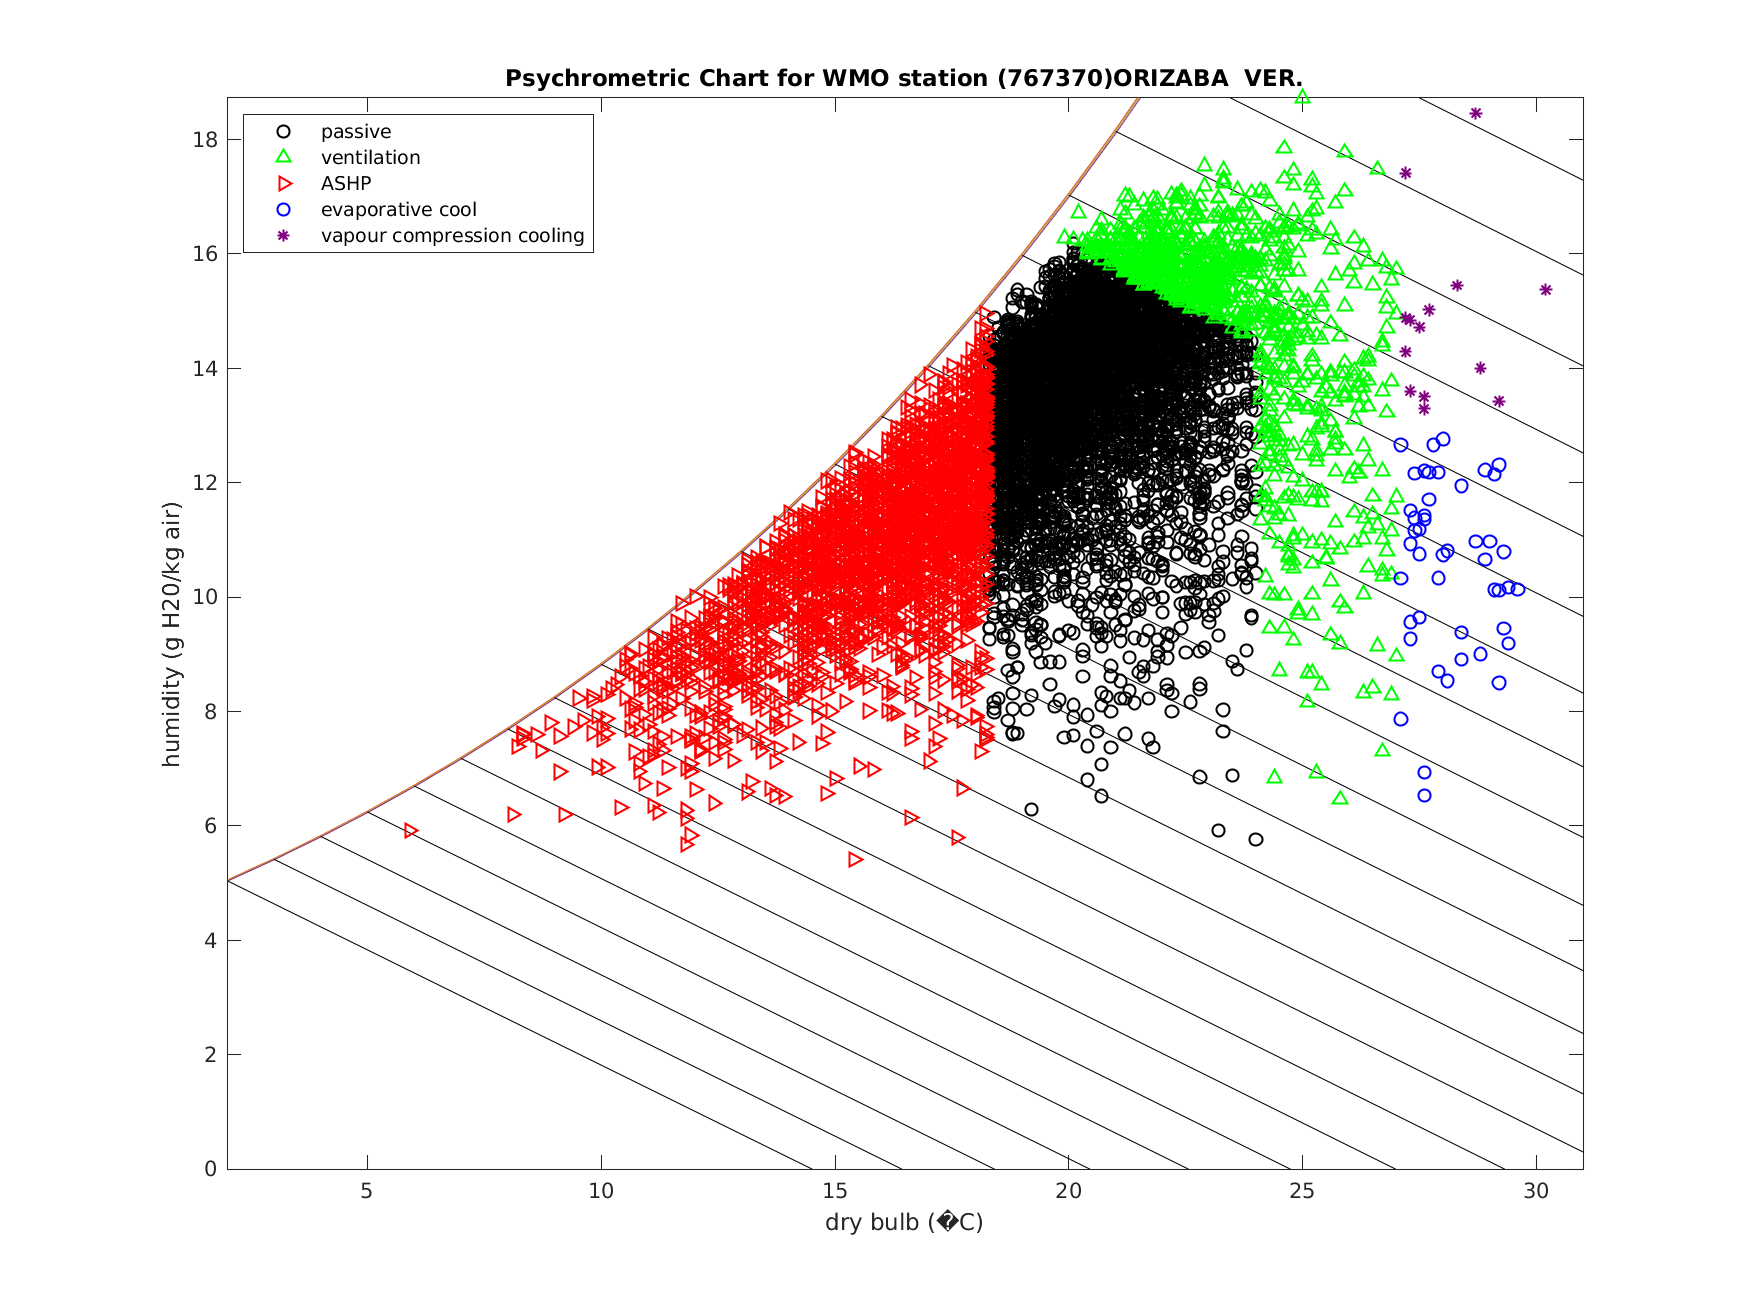 Psychrometric Chart for WMO station (767370)ORIZABA  VER.
passive
ventilation
ASHP
evaporative cool
vapour compression cooling
humidity (g H20/kg air)
18
16
14
12
10
8
6
4
2
0
5
10
15
20
25
30
dry bulb (�C)